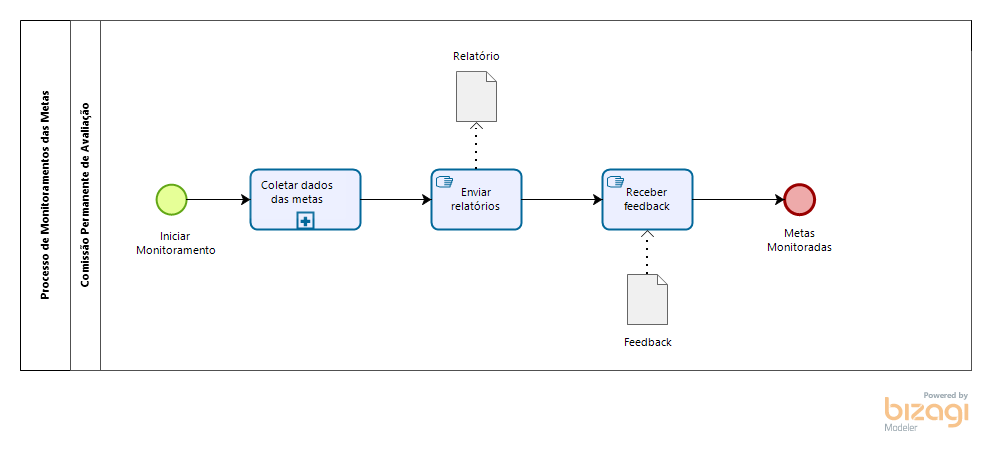 Processo de Monitoramentos das Metas
Comissão Permanente de Avaliação
Relatório
Coletar dados
das metas
Enviar
relatórios
Receber
feedback
Iniciar
Monitoramento
Metas
Monitoradas
Feedback
Powered by
bizagi
Modeler